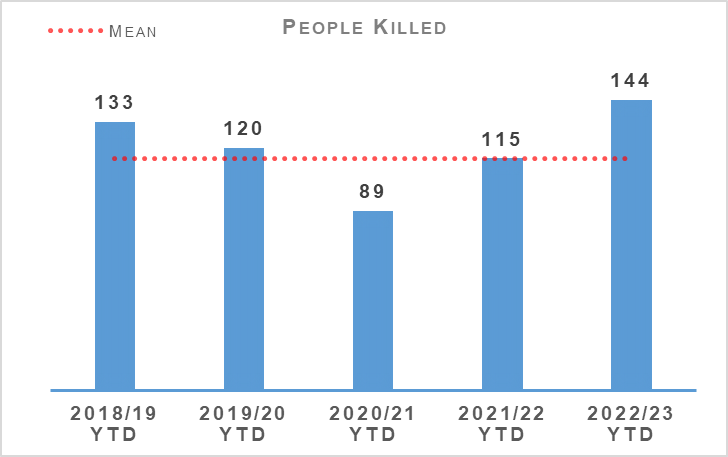 PEOPLE KILLED
MEAN
133
120
89
115
144
2018/19 YTD
2019/20 YTD
2020/21 YTD
2021/22 YTD
2022/23 YTD